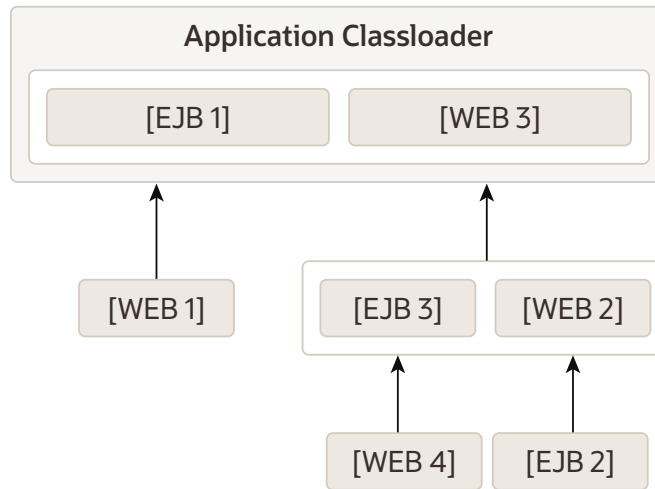 Application Classloader
[EJB 1] [WEB 3]
[WEB 1]
[EJB 3] [WEB 2]
[WEB 4] [EJB 2]